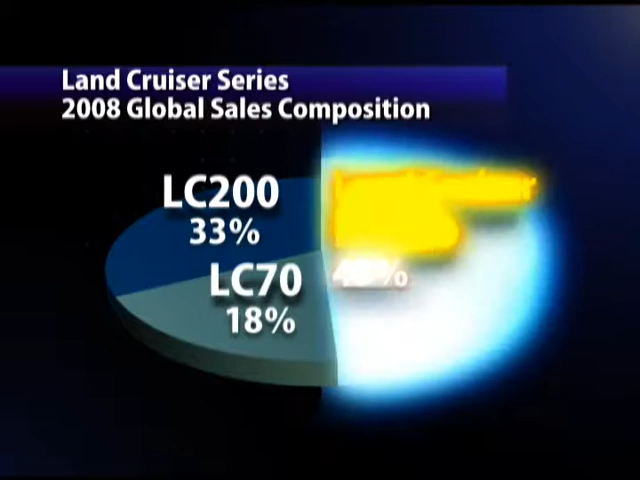 Land Cruiser Series
2008 Global Sales Composition
LC200
33%
LC70
18%